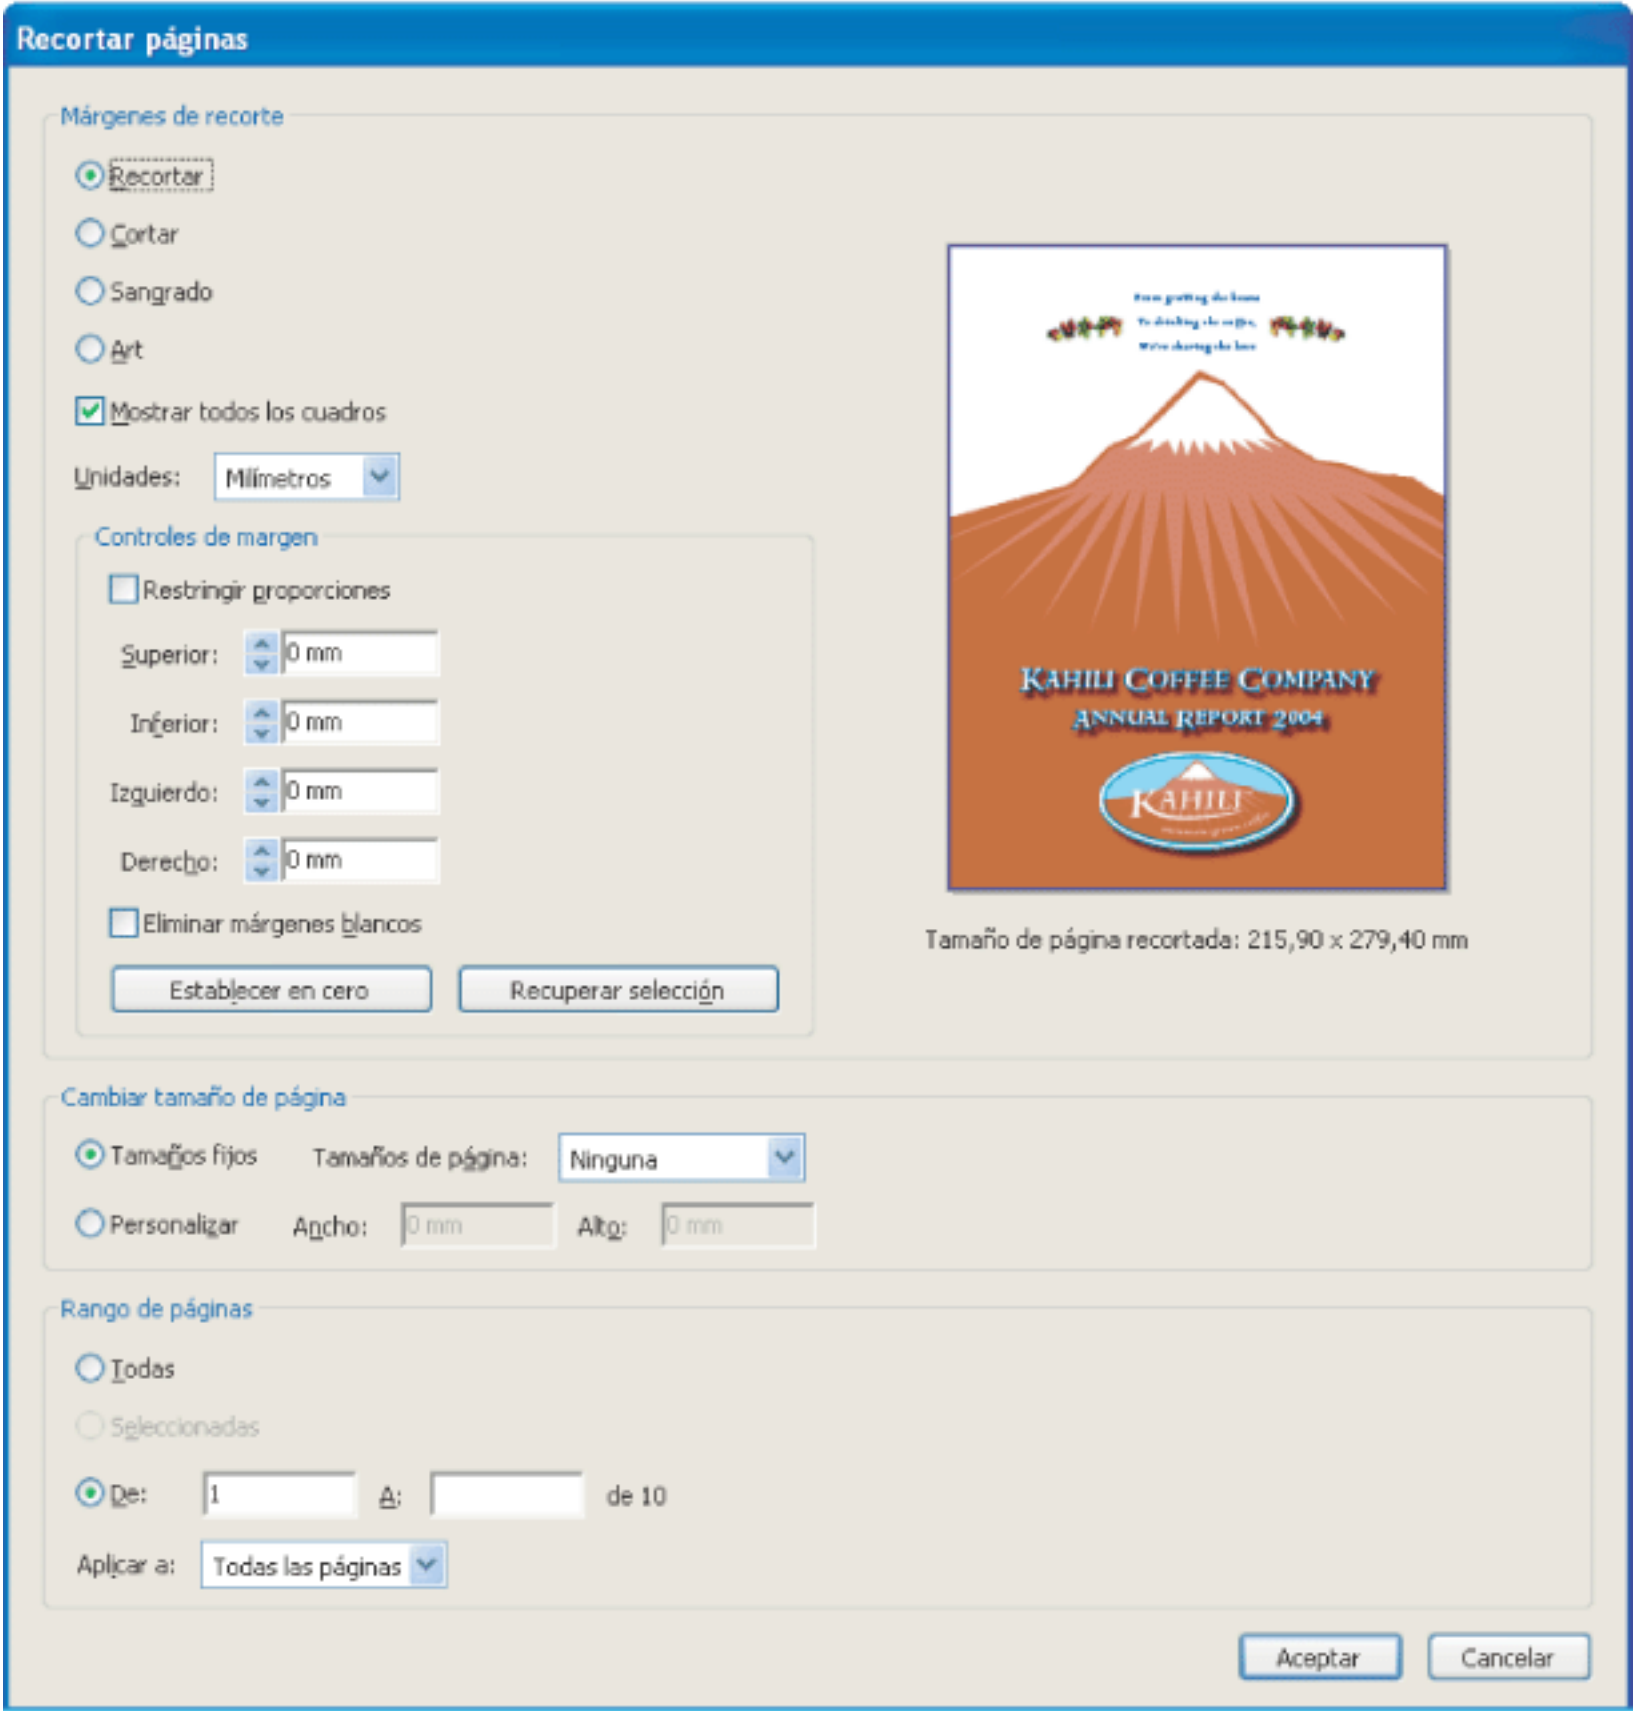 Recortar páginas
Márgenes de recorte
Recortar
Cortar
Sangrado
Art
Mostrar todos los cuadros
Unidades: Milímetros
Controles de margen
Restringir proporciones
Superior: 0 mm
Inferior: 0 mm
Izquierdo: 0 mm
Derecho: 0 mm
Eliminar márgenes blancos
Establecer en cero Recuperar selección
KAHILI COFFEE COMPANY
ANNUAL REPORT 2004
KAHILI
Tamaño de página recortada: 215,90 x 279,40 mm
Cambiar tamaño de página
Tamaños fijos Tamaños de página: Ninguna
Personalizar Ancho: 0 mm Alto: 0 mm
Rango de páginas
Todas
Seleccionadas
De: 1 A: de 10
Aplicar a: Todas las páginas
Aceptar Cancelar